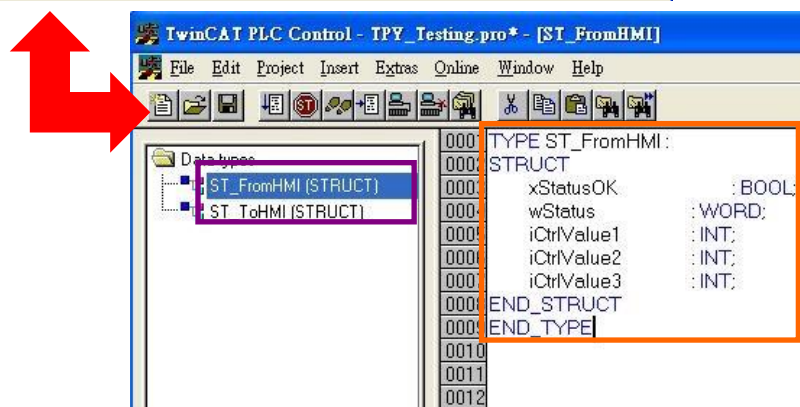 TwinCAT PLC Control - TPY_Testing.pro* - [ST_FromHMI]
File Edit Project Insert Extras Online Window Help
Data types
ST_FromHMI (STRUCT)
ST_ToHMI (STRUCT)
0001 TYPE ST_FromHMI :
0002 STRUCT
0003 xStatusOK : BOOL;
0004 wStatus : WORD;
0005 iCtrlValue1 : INT;
0006 iCtrlValue2 : INT;
0007 iCtrlValue3 : INT;
0008 END_STRUCT
0009 END_TYPE
0010
0011
0012